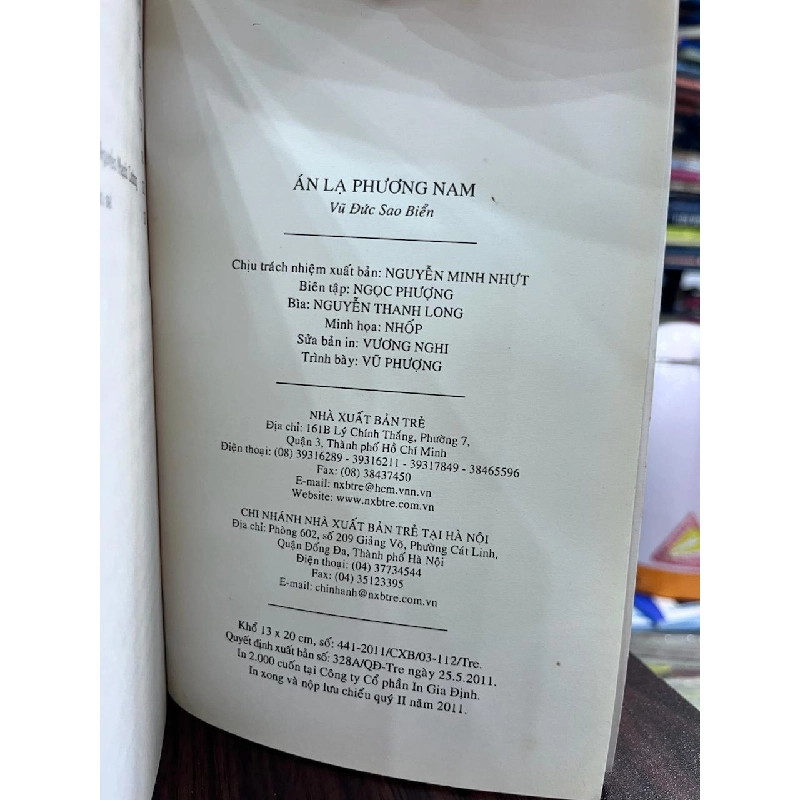 ÁN LẠ PHƯƠNG NAM
Vũ Đức Sao Biển
Chịu trách nhiệm xuất bản: NGUYỄN MINH NHỰT
Biên tập: NGỌC PHƯỢNG
Bìa: NGUYỄN THANH LONG
Minh họa: NHỐP
Sửa bản in: VƯƠNG NGHI
Trình bày: VŨ PHƯỢNG
NHÀ XUẤT BẢN TRẺ
Địa chỉ: 161B Lý Chính Thắng, Phường 7,
Quận 3, Thành phố Hồ Chí Minh
Điện thoại: (08) 39316289 - 39316211 - 39317849 - 38465596
Fax: (08) 38437450
E-mail: nxbtre@hcm.vnn.vn
Website: www.nxbtre.com.vn
CHI NHÁNH NHÀ XUẤT BẢN TRẺ TẠI HÀ NỘI
Địa chỉ: Phòng 602, số 209 Giảng Võ, Phường Cát Linh,
Quận Đống Đa, Thành phố Hà Nội
Điện thoại: (04) 37734544
Fax: (04) 35123395
E-mail: chinhanh@nxbtre.com.vn
Khổ 13 x 20 cm, số: 441-2011/CXB/03-112/Tre.
Quyết định xuất bản số: 328A/QĐ-Tre ngày 25.5.2011.
In 2.000 cuốn tại Công ty Cổ phần In Gia Định.
In xong và nộp lưu chiểu quý II năm 2011.